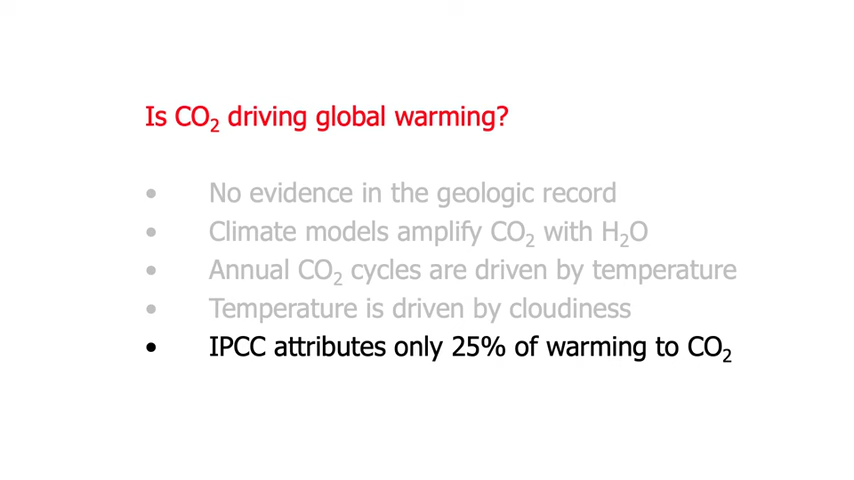 Is CO₂ driving global warming?
• No evidence in the geologic record
• Climate models amplify CO₂ with H₂O
• Annual CO₂ cycles are driven by temperature
• Temperature is driven by cloudiness
• IPCC attributes only 25% of warming to CO₂